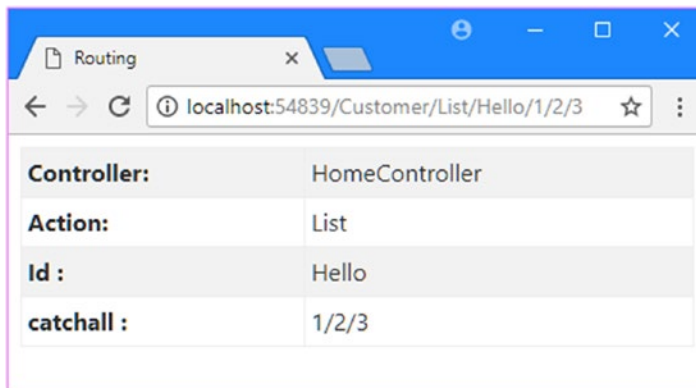 Routing
localhost:54839/Customer/List/Hello/1/2/3
Controller: HomeController
Action: List
Id : Hello
catchall : 1/2/3